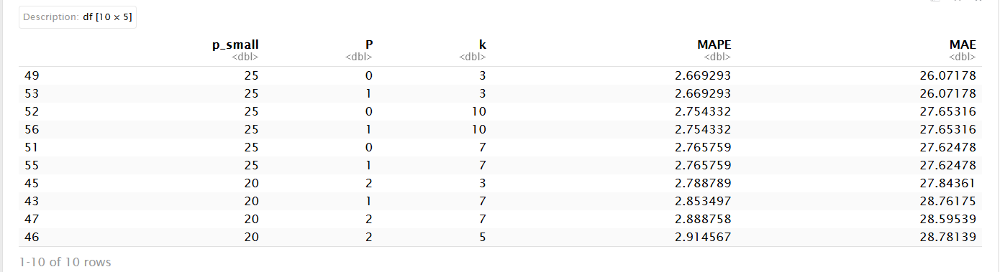 Description: df [10 × 5]
p_small P k MAPE MAE
<dbl> <dbl> <dbl> <dbl> <dbl>
49 25 0 3 2.669293 26.07178
53 25 1 3 2.669293 26.07178
52 25 0 10 2.754332 27.65316
56 25 1 10 2.754332 27.65316
51 25 0 7 2.765759 27.62478
55 25 1 7 2.765759 27.62478
45 20 2 3 2.788789 27.84361
43 20 1 7 2.853497 28.76175
47 20 2 7 2.888758 28.59539
46 20 2 5 2.914567 28.78139
1-10 of 10 rows